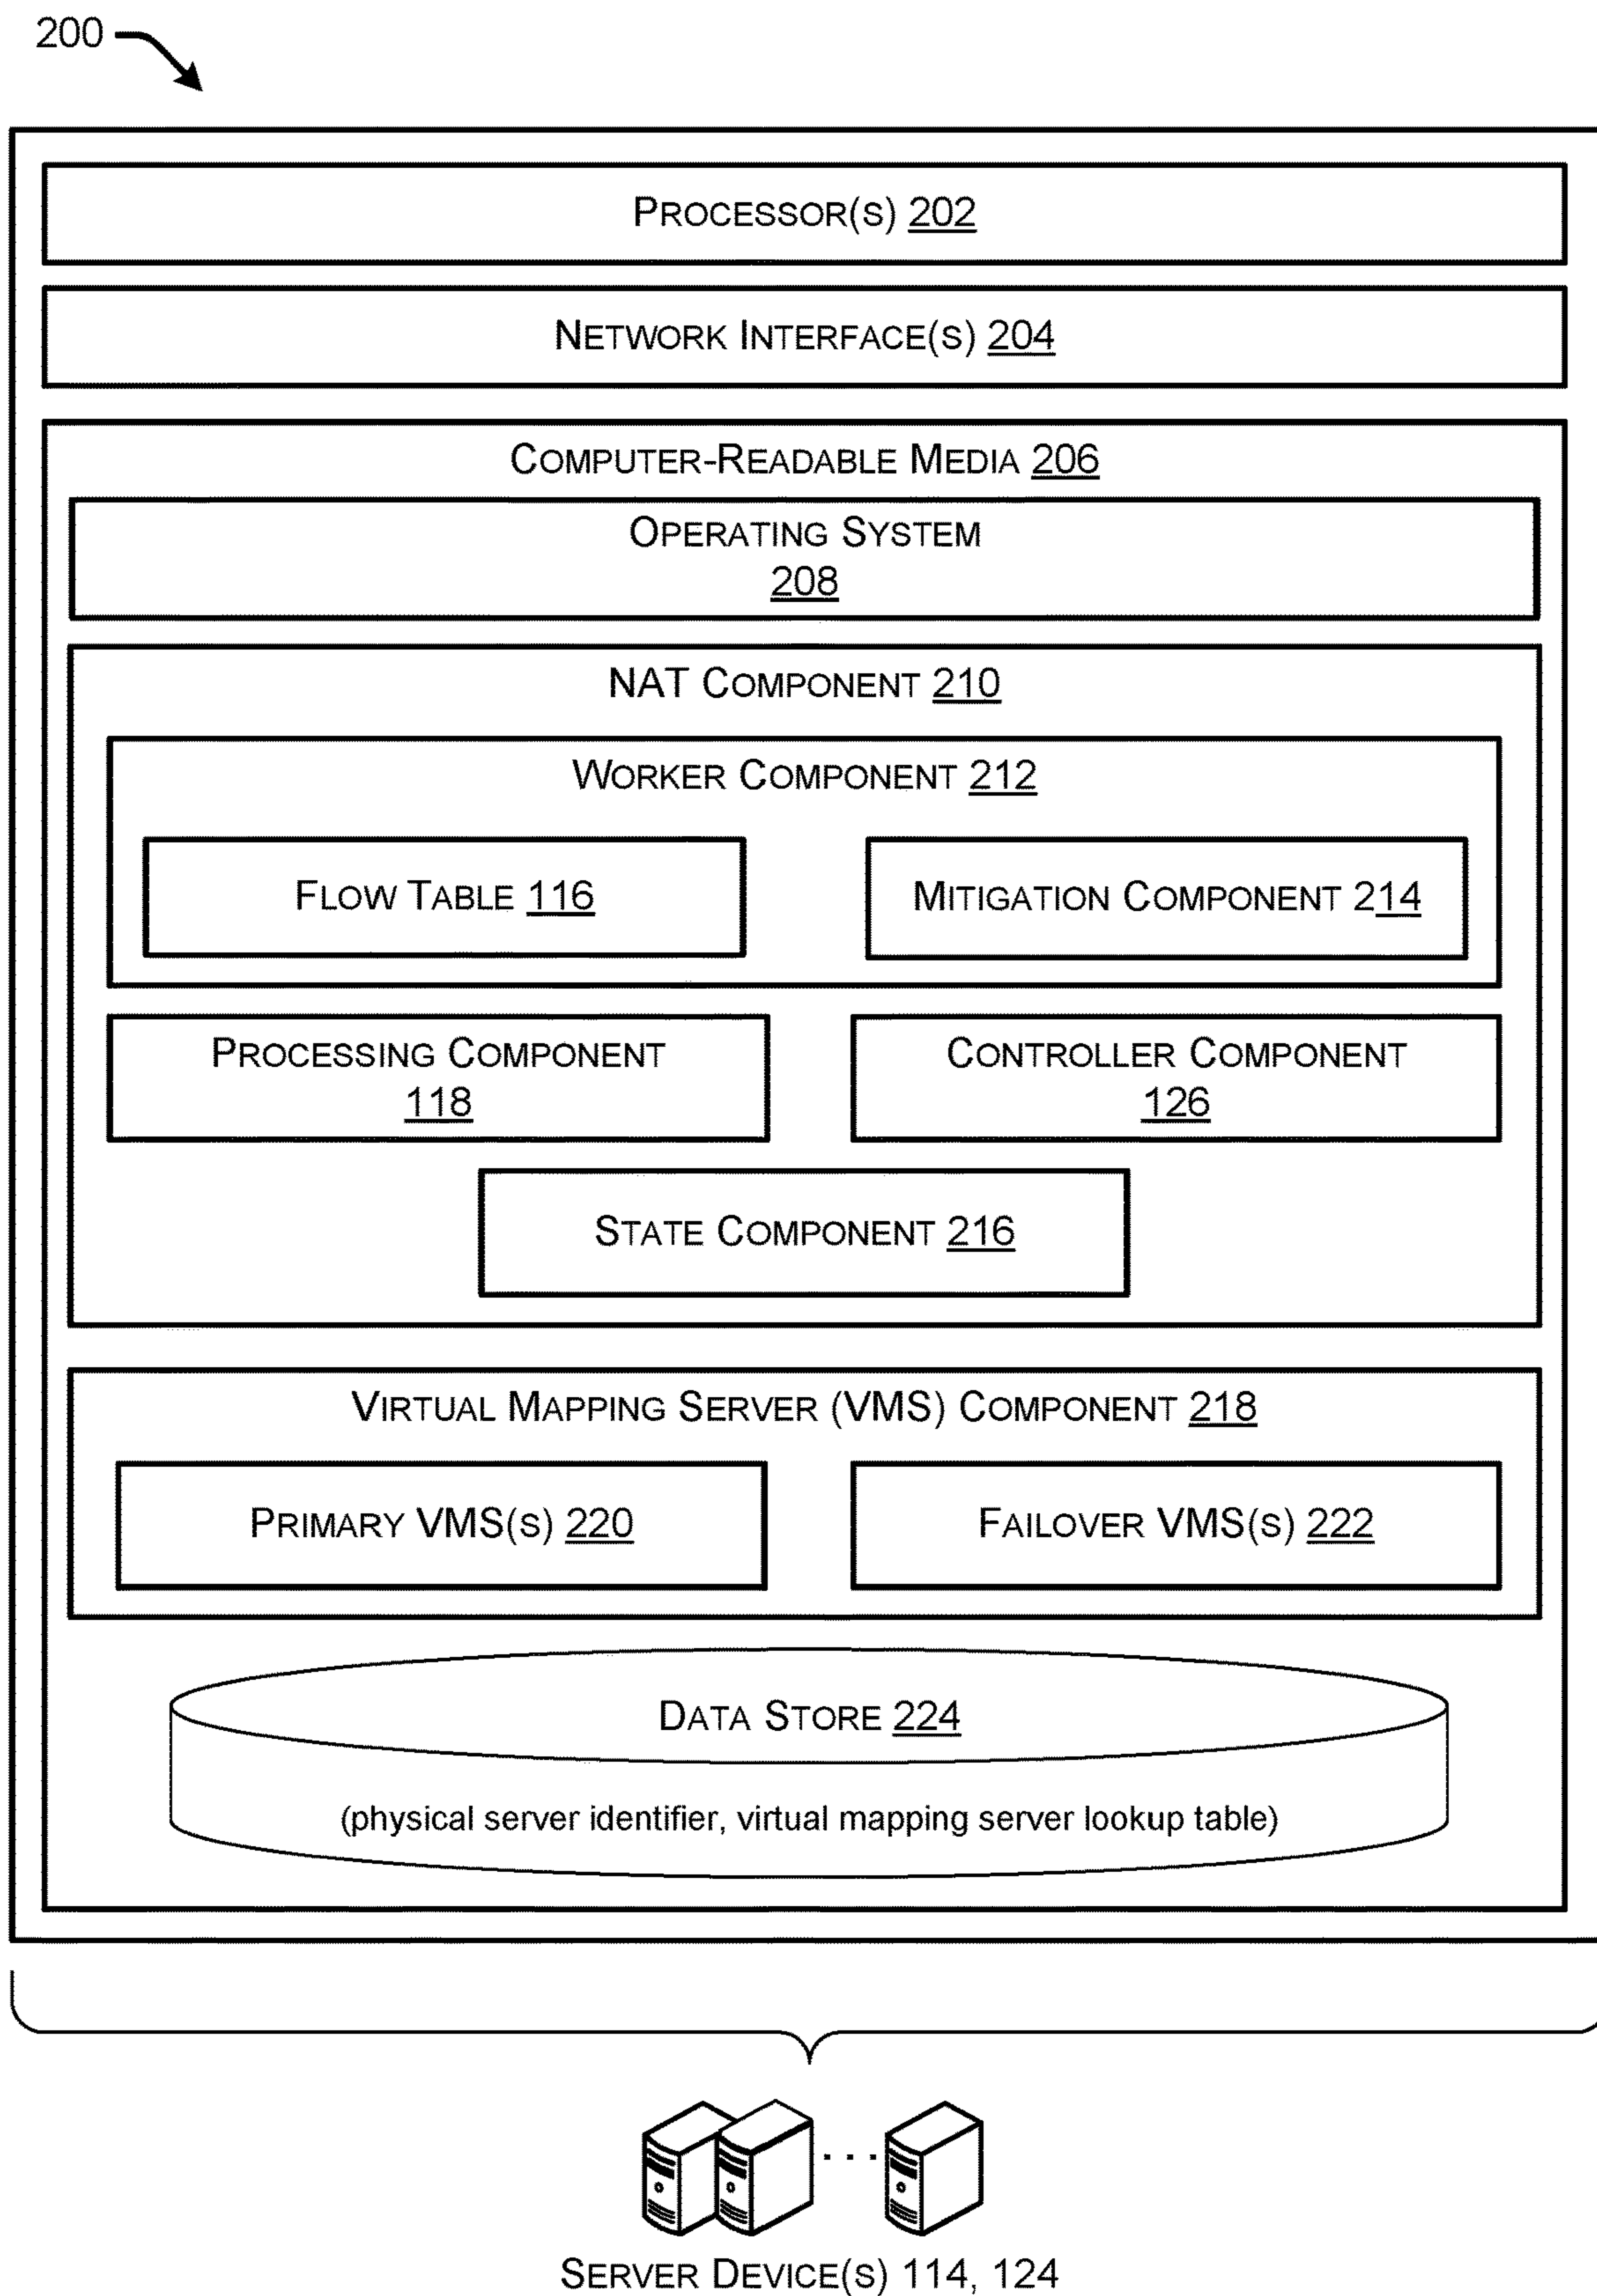 200
PROCESSOR(S) 202
NETWORK INTERFACE(S) 204
COMPUTER-READABLE MEDIA 206
OPERATING SYSTEM
208
NAT COMPONENT 210
WORKER COMPONENT 212
FLOW TABLE 116
MITIGATION COMPONENT 214
PROCESSING COMPONENT
118
CONTROLLER COMPONENT
126
STATE COMPONENT 216
VIRTUAL MAPPING SERVER (VMS) COMPONENT 218
PRIMARY VMS(S) 220
FAILOVER VMS(S) 222
DATA STORE 224
(physical server identifier, virtual mapping server lookup table)
. . .
SERVER DEVICE(S) 114, 124